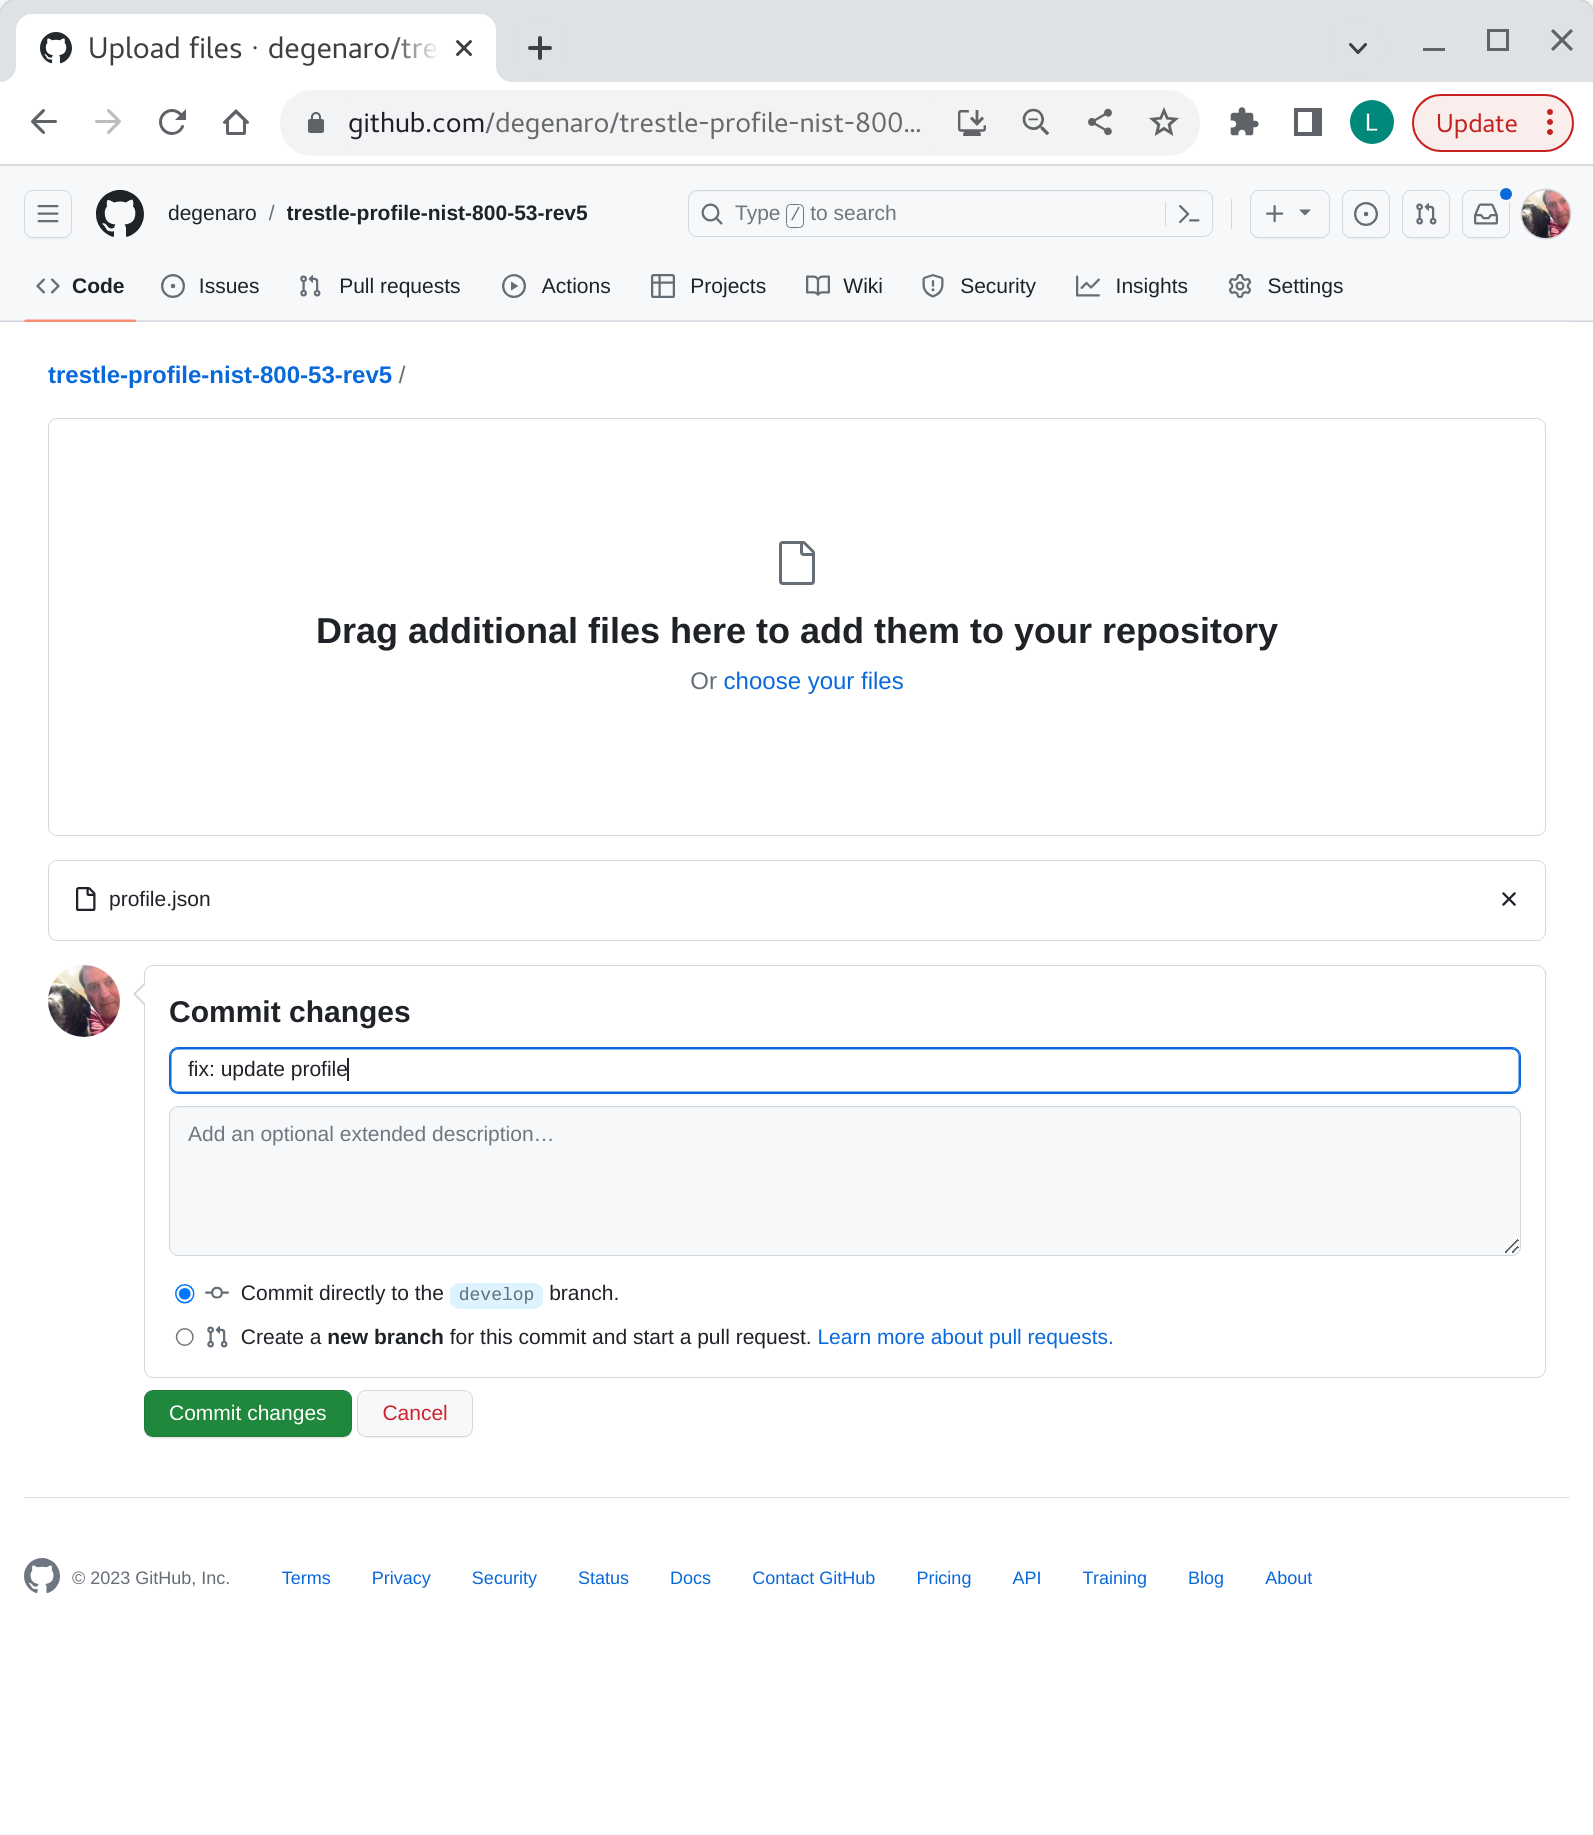 Upload files · degenaro/tre
github.com/degenaro/trestle-profile-nist-800...
L
Update
degenaro / trestle-profile-nist-800-53-rev5
Type / to search
Code Issues Pull requests Actions Projects Wiki Security Insights Settings
trestle-profile-nist-800-53-rev5 /
Drag additional files here to add them to your repository
Or choose your files
profile.json
Commit changes
fix: update profile
Add an optional extended description…
Commit directly to the develop branch.
Create a new branch for this commit and start a pull request. Learn more about pull requests.
Commit changes Cancel
© 2023 GitHub, Inc. Terms Privacy Security Status Docs Contact GitHub Pricing API Training Blog About